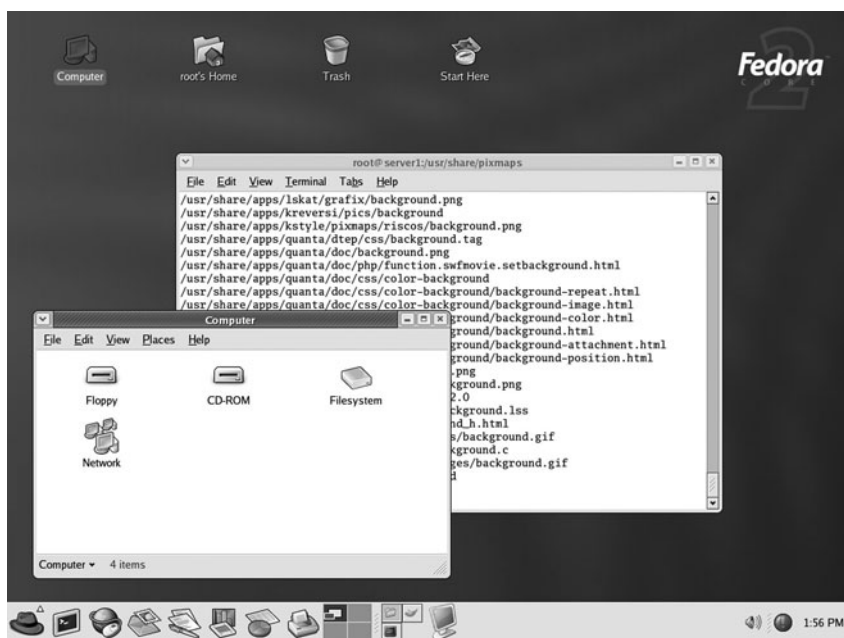 Computer
root's Home
Trash
Start Here
Fedora
CORE
2
root@server1:/usr/share/pixmaps
File Edit View Terminal Tabs Help
/usr/share/apps/lskat/grafix/background.png
/usr/share/apps/kreversi/pics/background
/usr/share/apps/kstyle/pixmaps/riscos/background.png
/usr/share/apps/quanta/dtep/css/background.tag
/usr/share/apps/quanta/doc/background.png
/usr/share/apps/quanta/doc/php/function.swfmovie.setbackground.html
/usr/share/apps/quanta/doc/css/color-background
/usr/share/apps/quanta/doc/css/color-background/background-repeat.html
/usr/share/apps/quanta/doc/css/color-background/background-image.html
ground/background-color.html
ground/background.html
ground/background-attachment.html
ground/background-position.html
.png
kground.png
2.0
ckground.lss
nd_h.html
s/background.gif
kground.c
ges/background.gif
d
Computer
File Edit View Places Help
Floppy
CD-ROM
Filesystem
Network
Computer 4 items
1:56 PM